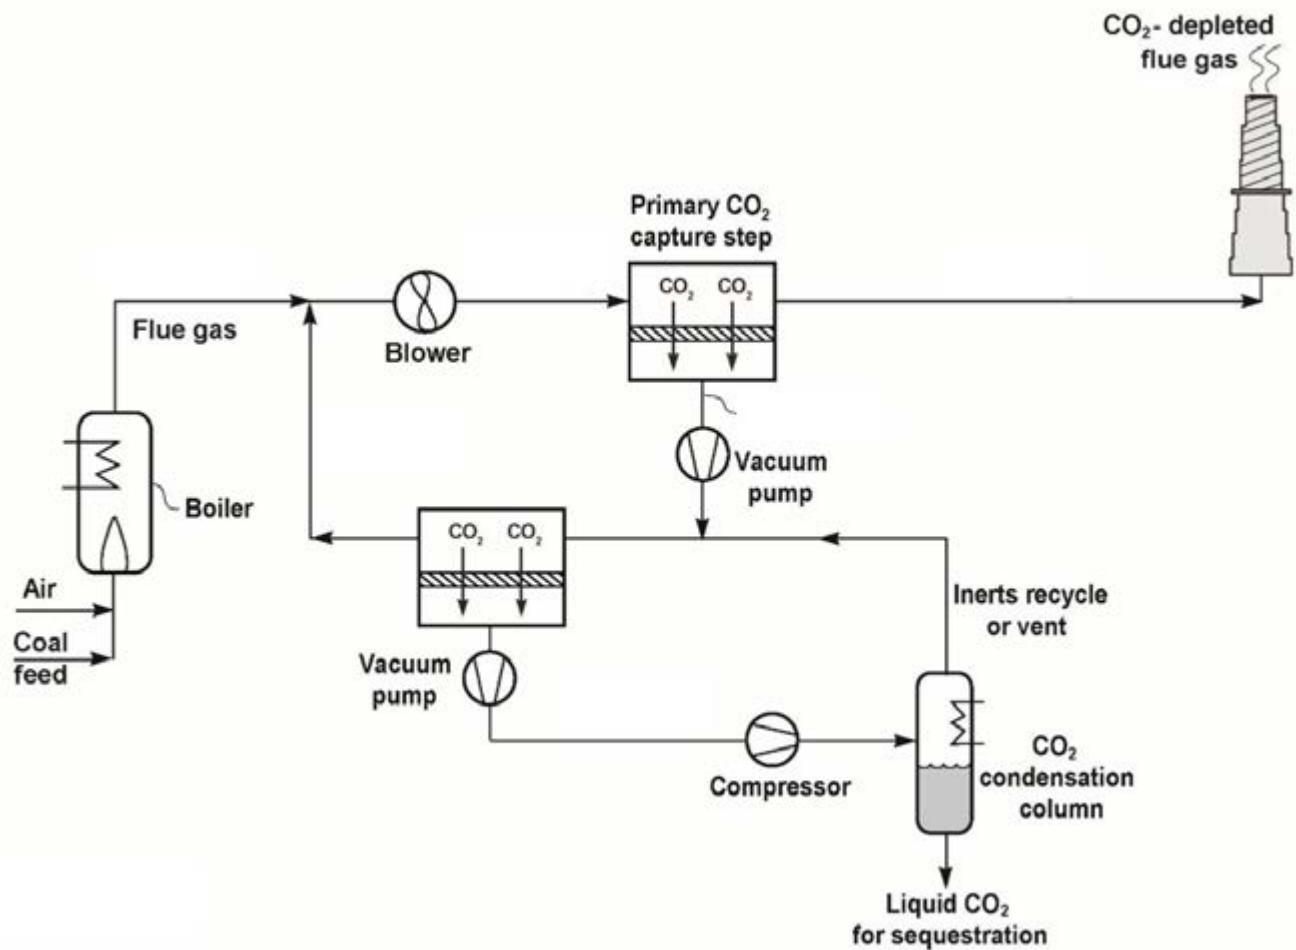 CO₂- depleted
flue gas
Primary CO₂
capture step
CO₂ CO₂
Flue gas
Blower
Vacuum
pump
Boiler
CO₂ CO₂
Air
Coal
feed
Inerts recycle
or vent
Vacuum
pump
CO₂
condensation
column
Compressor
Liquid CO₂
for sequestration